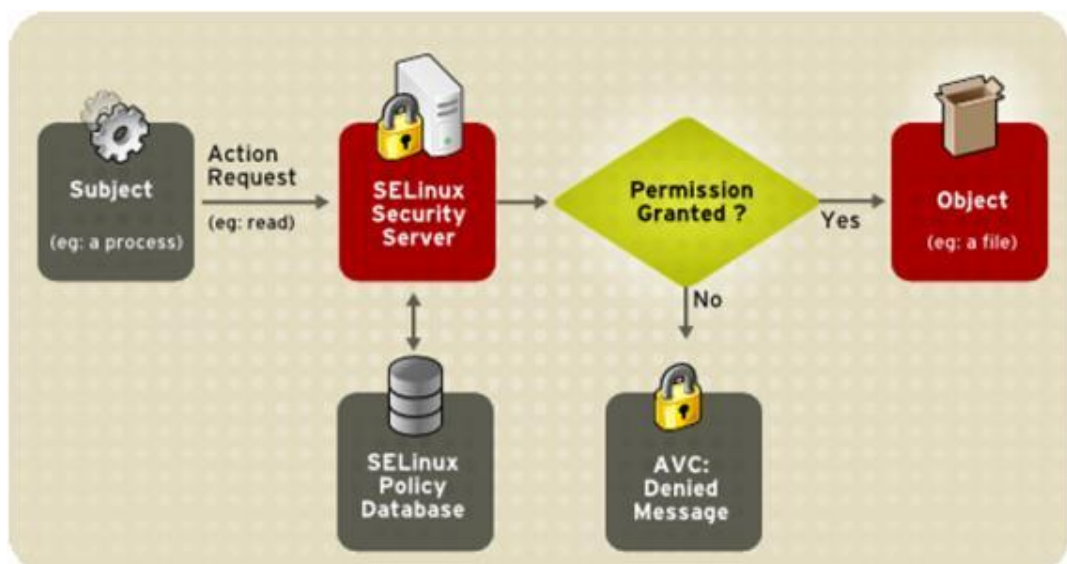 Subject
(eg: a process)
Action
Request
(eg: read)
SELinux
Security
Server
Permission
Granted ?
Yes
Object
(eg: a file)
No
SELinux
Policy
Database
AVC:
Denied
Message